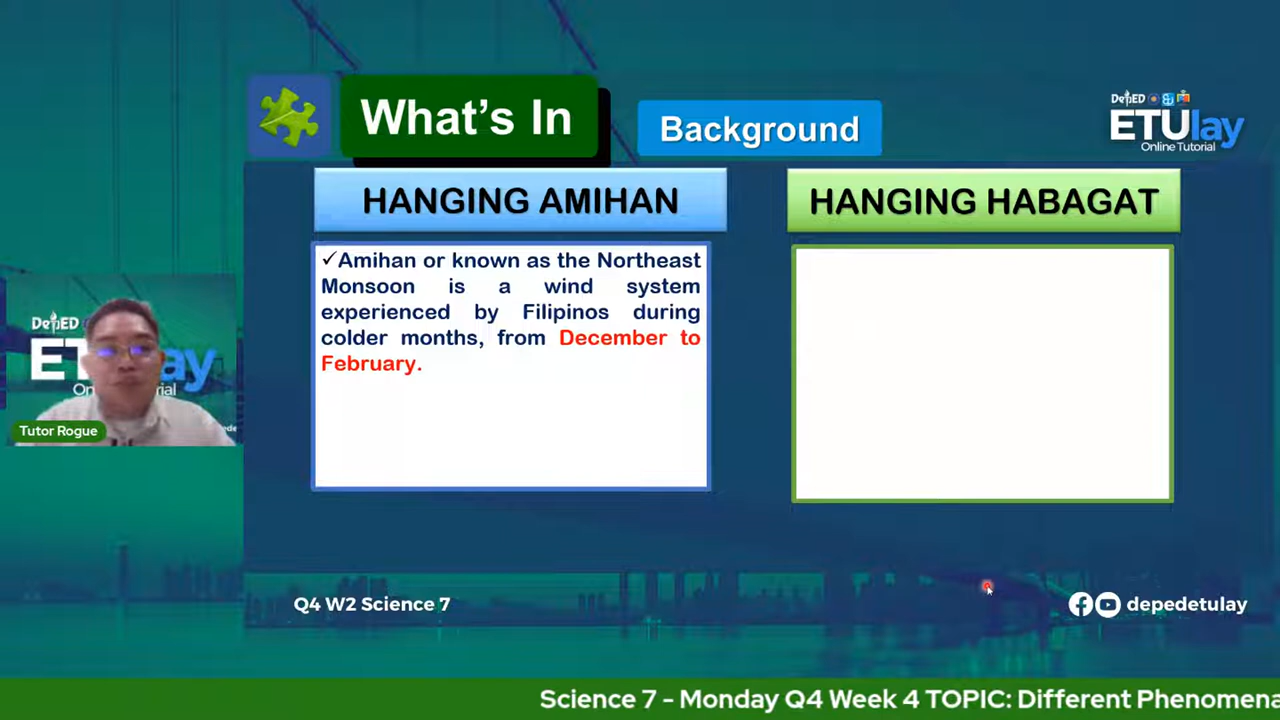 What's In
Background
DepED
ETUlay
Online Tutorial
HANGING AMIHAN
HANGING HABAGAT
✓Amihan or known as the Northeast
Monsoon is a wind system
experienced by Filipinos during
colder months, from December to
February.
DepED
Tutor Rogue
Q4 W2 Science 7
depedetulay
Science 7 - Monday Q4 Week 4 TOPIC: Different Phenomena